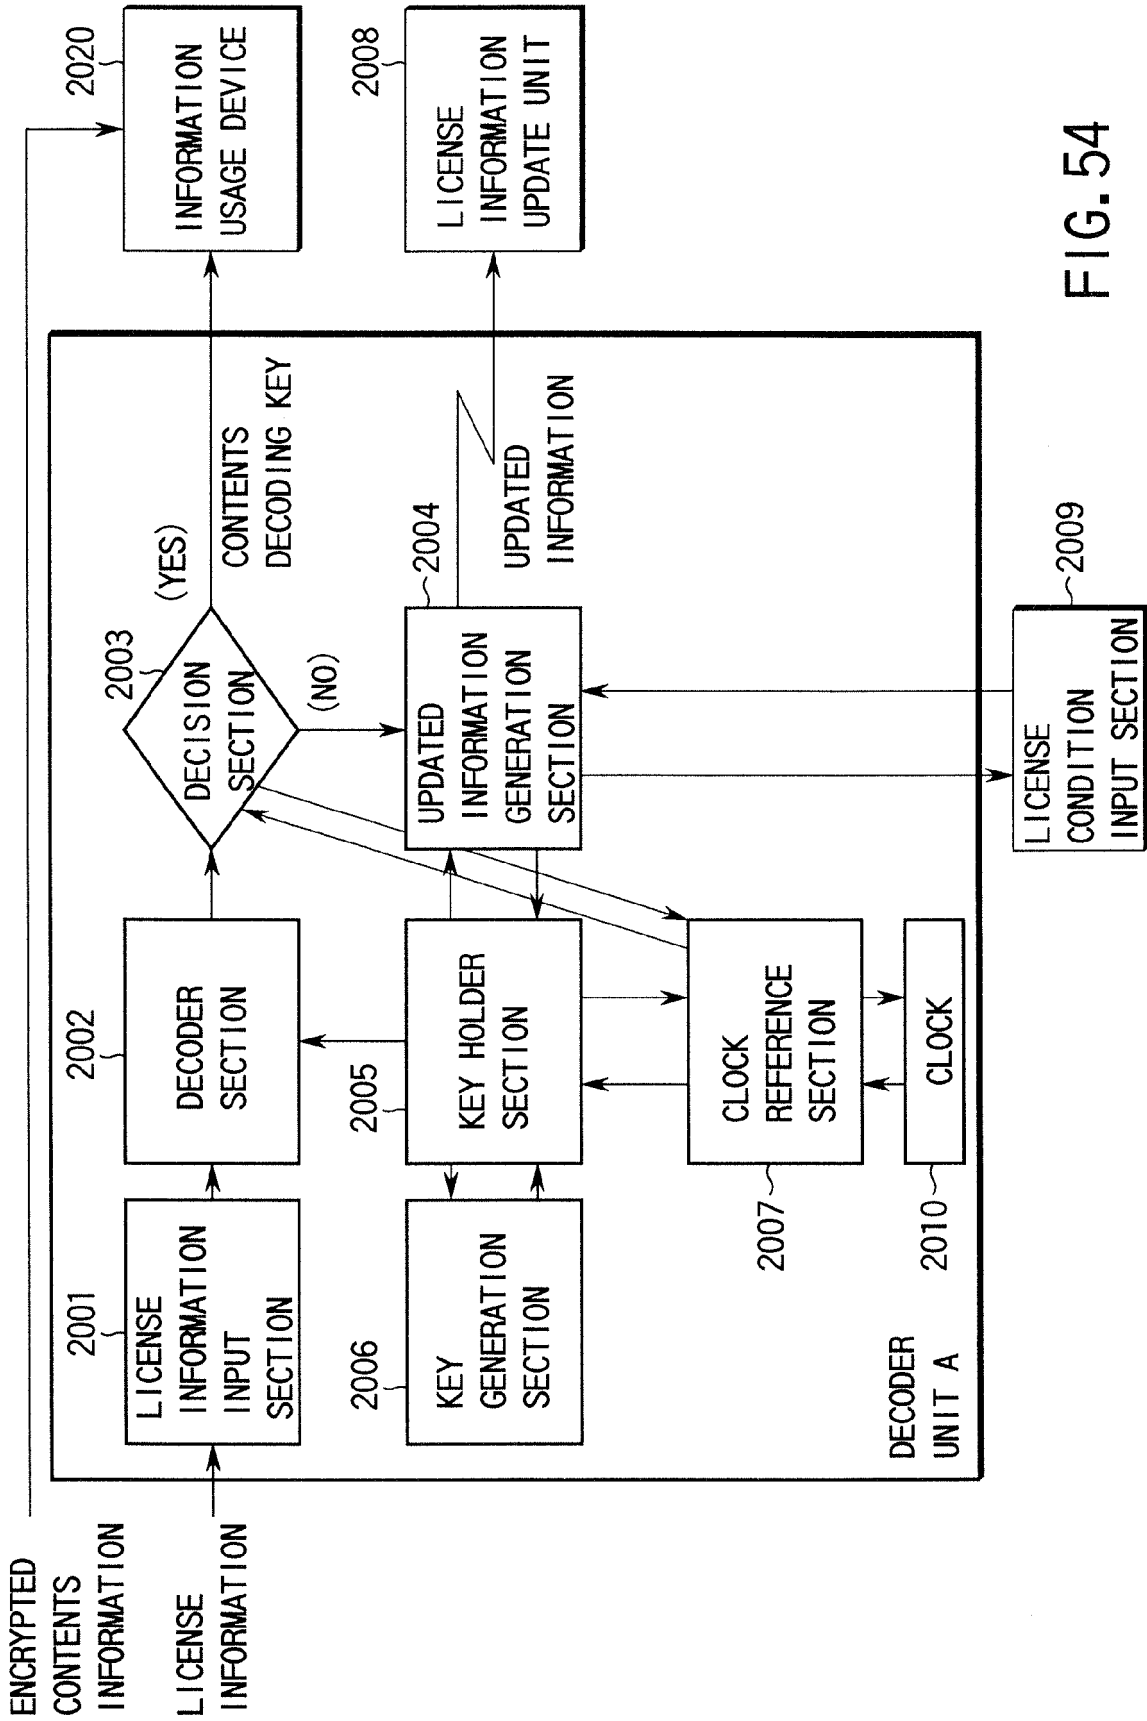 ENCRYPTED
CONTENTS
INFORMATION
LICENSE
INFORMATION
2001
LICENSE
INFORMATION
INPUT
SECTION
2002
DECODER
SECTION
2003
DECISION
SECTION
(YES)
(NO)
CONTENTS
DECODING KEY
2020
INFORMATION
USAGE DEVICE
2006
KEY
GENERATION
SECTION
2005
KEY HOLDER
SECTION
2004
UPDATED
INFORMATION
GENERATION
SECTION
UPDATED
INFORMATION
2008
LICENSE
INFORMATION
UPDATE UNIT
2007
CLOCK
REFERENCE
SECTION
2010
CLOCK
DECODER
UNIT A
2009
LICENSE
CONDITION
INPUT SECTION
FIG. 54